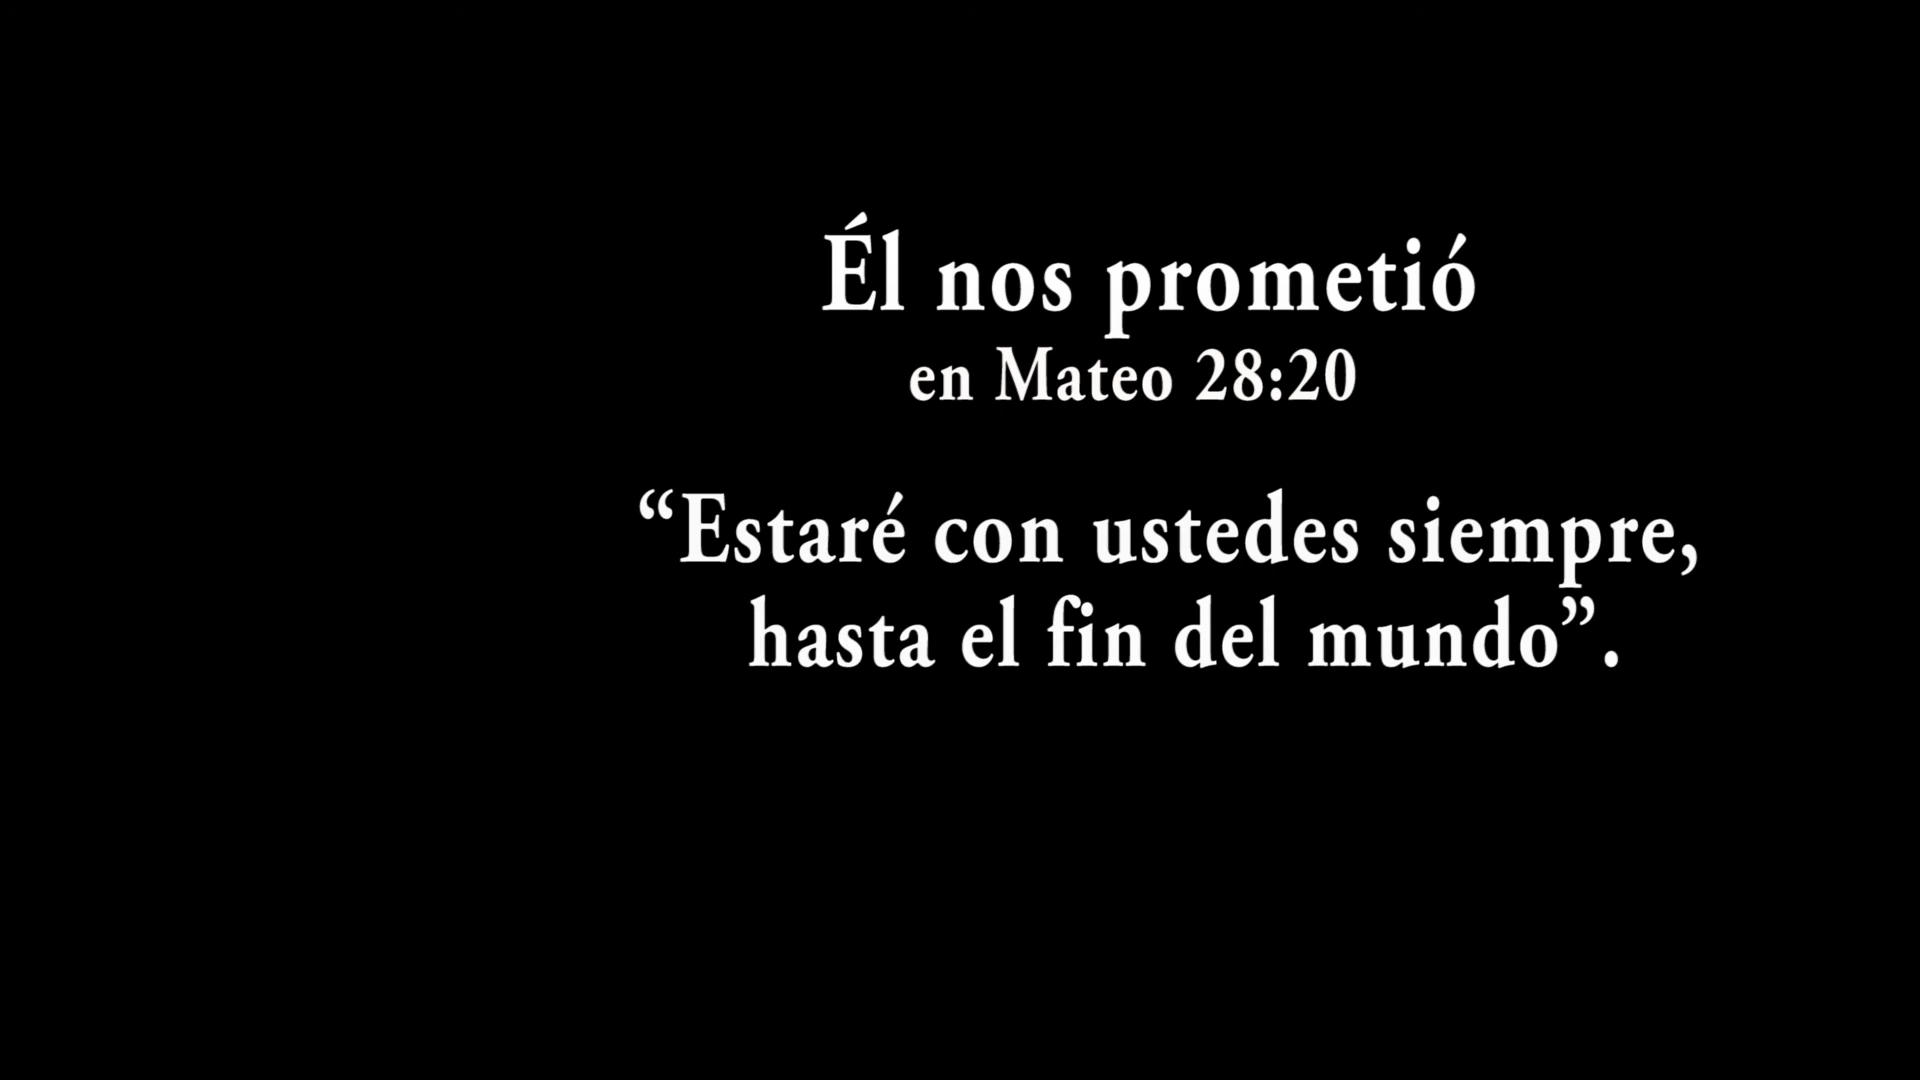 Él nos prometió
en Mateo 28:20
“Estaré con ustedes siempre,
hasta el fin del mundo”.